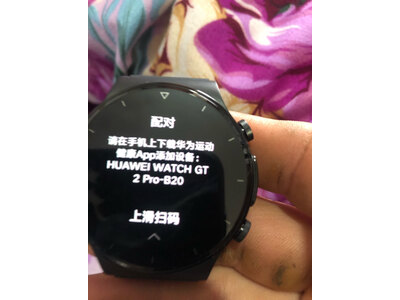 配对
请在手机上下载华为运动
健康App添加设备：
HUAWEI WATCH GT
2 Pro-B20
上滑扫码